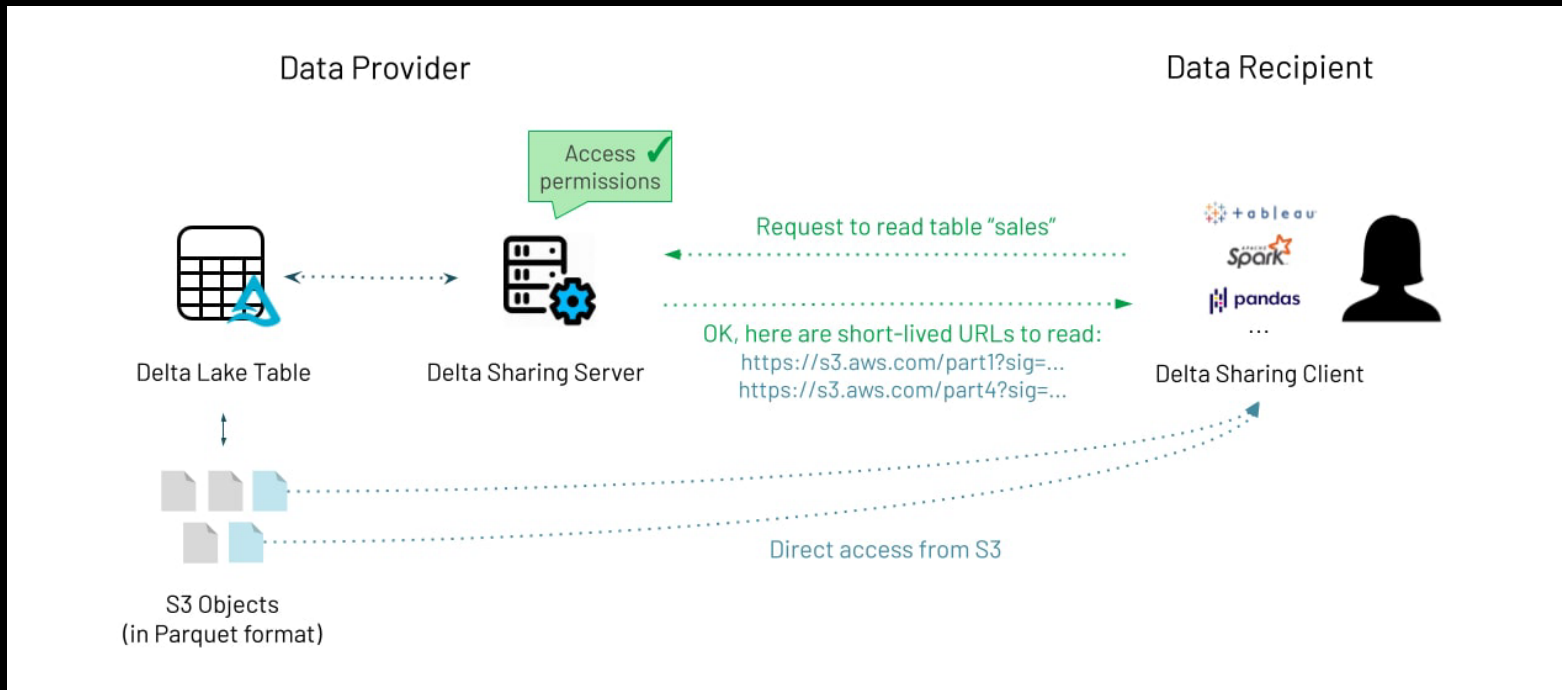 Data Provider
Data Recipient
Access
permissions
Request to read table “sales”
+ a b l e a u
APACHE
Spark
pandas
...
OK, here are short-lived URLs to read:
https://s3.aws.com/part1?sig=...
https://s3.aws.com/part4?sig=...
Delta Lake Table
Delta Sharing Server
Delta Sharing Client
Direct access from S3
S3 Objects
(in Parquet format)